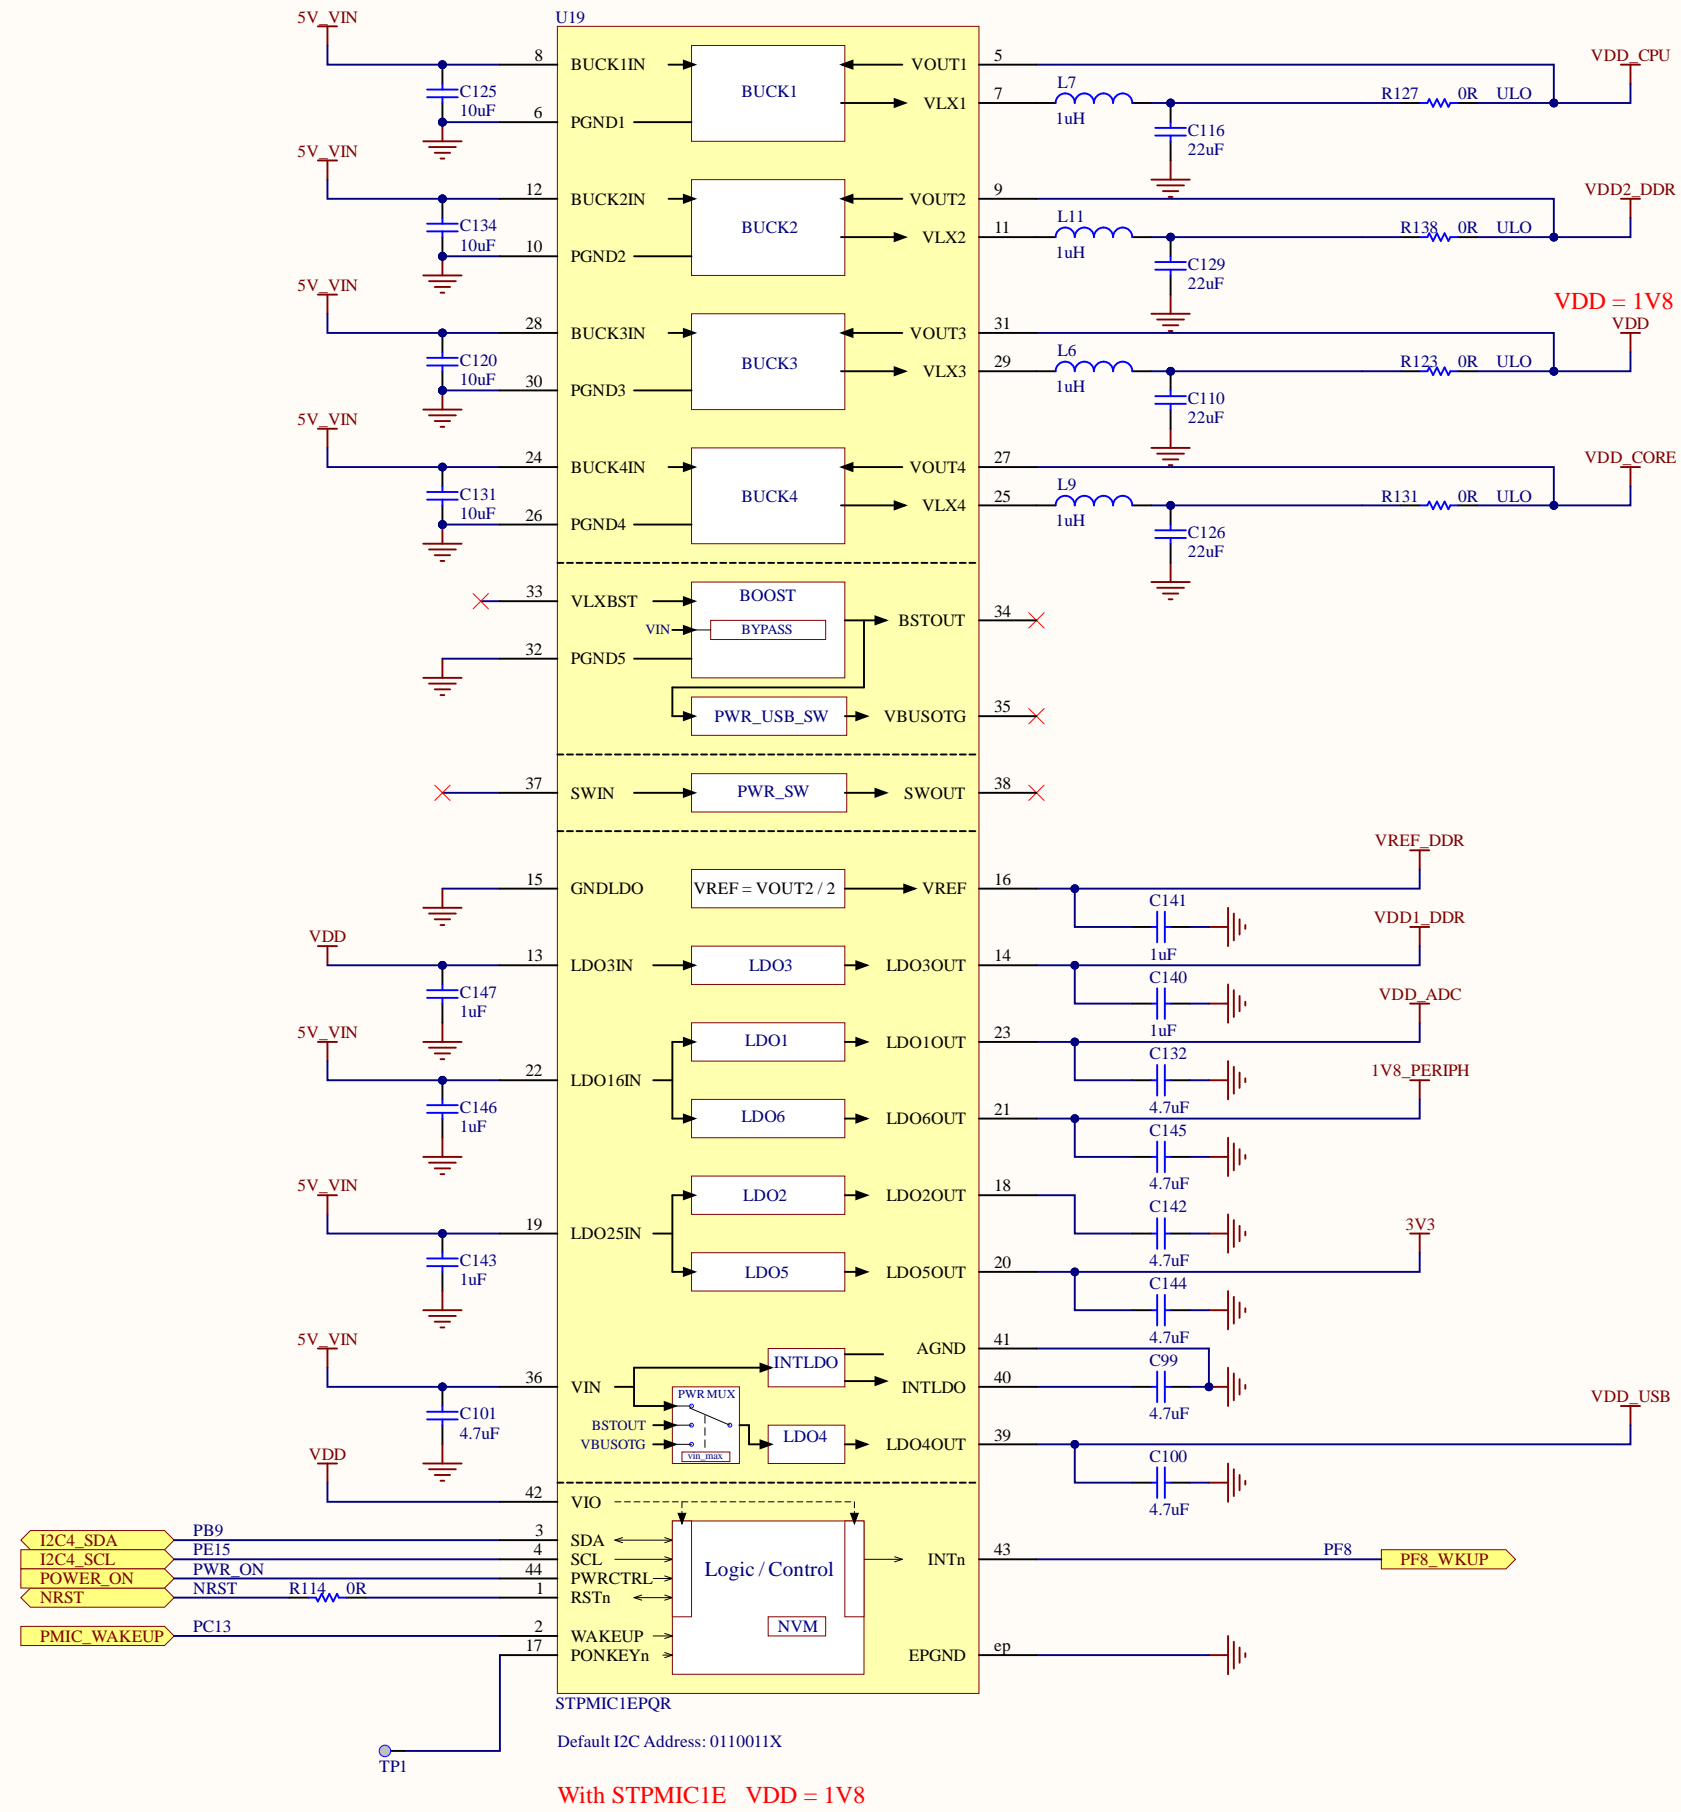 U19
5V_VIN
8 BUCK1IN
C125
10uF
6 PGND1
BUCK1
VOUT1 5
VLX1 7
L7
1uH
C116
22uF
R127 0R ULO
VDD_CPU
5V_VIN
12 BUCK2IN
C134
10uF
10 PGND2
BUCK2
VOUT2 9
VLX2 11
L11
1uH
C129
22uF
R138 0R ULO
VDD2_DDR
5V_VIN
28 BUCK3IN
C120
10uF
30 PGND3
BUCK3
VOUT3 31
VLX3 29
L6
1uH
C110
22uF
R123 0R ULO
VDD = 1V8
VDD
5V_VIN
24 BUCK4IN
C131
10uF
26 PGND4
BUCK4
VOUT4 27
VLX4 25
L9
1uH
C126
22uF
R131 0R ULO
VDD_CORE
33 VLXBST
BOOST
VIN
BYPASS
BSTOUT 34
32 PGND5
PWR_USB_SW
VBUSOTG 35
37 SWIN
PWR_SW
SWOUT 38
15 GNDLDO
VREF = VOUT2 / 2
VREF 16
VREF_DDR
C141
1uF
VDD
13 LDO3IN
C147
1uF
LDO3
LDO3OUT 14
VDD1_DDR
C140
1uF
5V_VIN
22 LDO16IN
C146
1uF
LDO1
LDO1OUT 23
VDD_ADC
C132
4.7uF
LDO6
LDO6OUT 21
1V8_PERIPH
C145
4.7uF
5V_VIN
19 LDO25IN
C143
1uF
LDO2
LDO2OUT 18
C142
4.7uF
LDO5
LDO5OUT 20
3V3
C144
4.7uF
5V_VIN
36 VIN
C101
4.7uF
INTLDO
AGND 41
INTLDO 40
C99
4.7uF
PWR MUX
BSTOUT
VBUSOTG
vin_max
LDO4
LDO4OUT 39
VDD_USB
C100
4.7uF
VDD
42 VIO
I2C4_SDA PB9 3 SDA
I2C4_SCL PE15 4 SCL
POWER_ON PWR_ON 44 PWRCTRL
NRST NRST R114 0R 1 RSTn
PMIC_WAKEUP PC13 2 WAKEUP
17 PONKEYn
Logic / Control
NVM
INTn 43 PF8 PF8_WKUP
EPGND ep
STPMIC1EPQR
TP1
Default I2C Address: 0110011X
With STPMIC1E VDD = 1V8